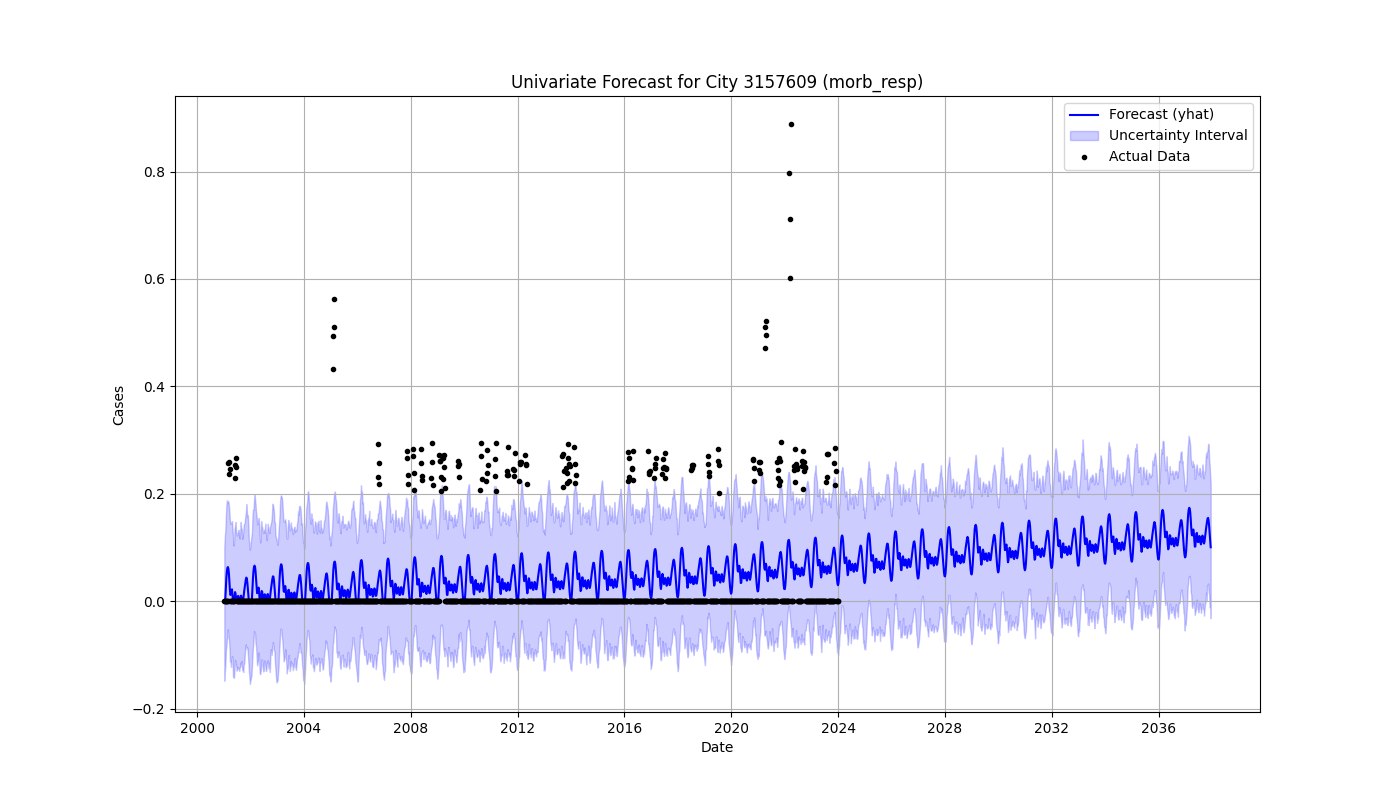 Univariate Forecast for City 3157609 (morb_resp)
Forecast (yhat)
Uncertainty Interval
Actual Data
Cases
0.8
0.6
0.4
0.2
0.0
−0.2
2000 2004 2008 2012 2016 2020 2024 2028 2032 2036
Date